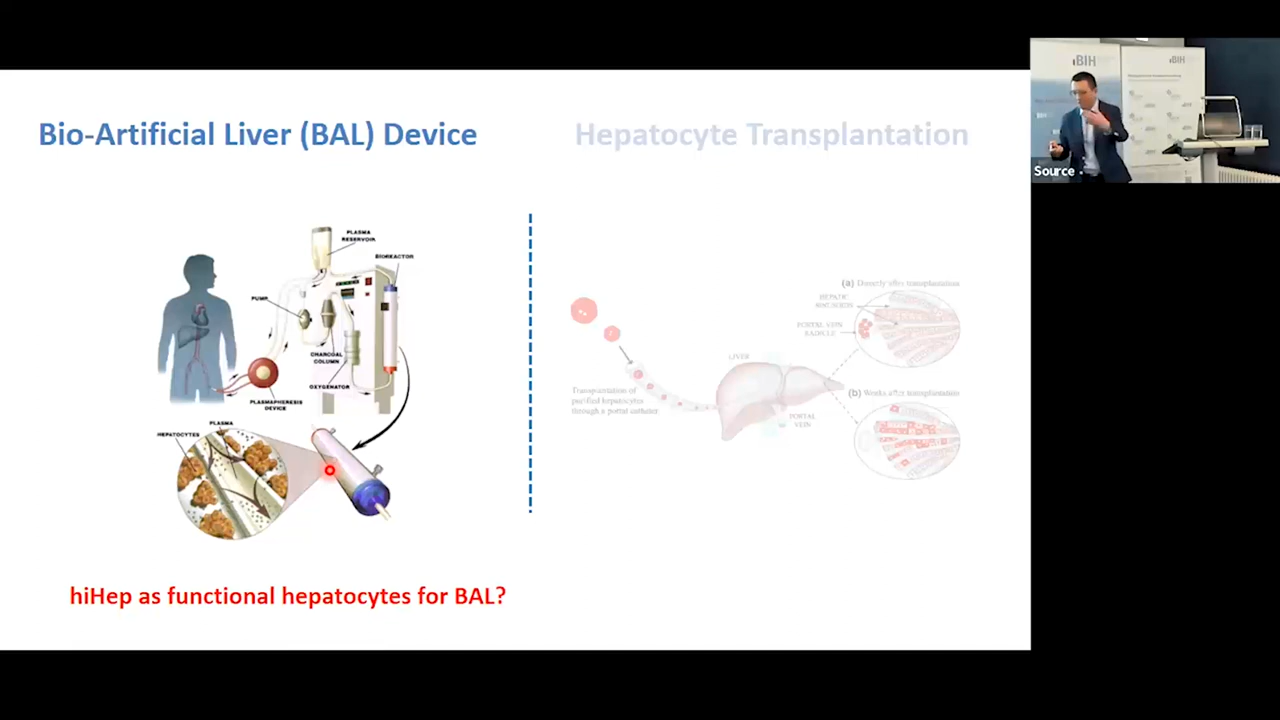 Bio-Artificial Liver (BAL) Device
PLASMA
RESERVOIR
BIOREACTOR
PUMP
CHARCOAL
COLUMN
OXYGENATOR
PLASMAPHERESIS
DEVICE
PLASMA
HEPATOCYTES
hiHep as functional hepatocytes for BAL?
Hepatocyte Transplantation
(a) Directly after transplantation
HEPATIC
SINUSOIDS
PORTAL VEIN
RADICLE
LIVER
Transplantation of
purified hepatocytes
through a portal catheter
PORTAL
VEIN
(b) Weeks after transplantation
BIH
BIH
Source